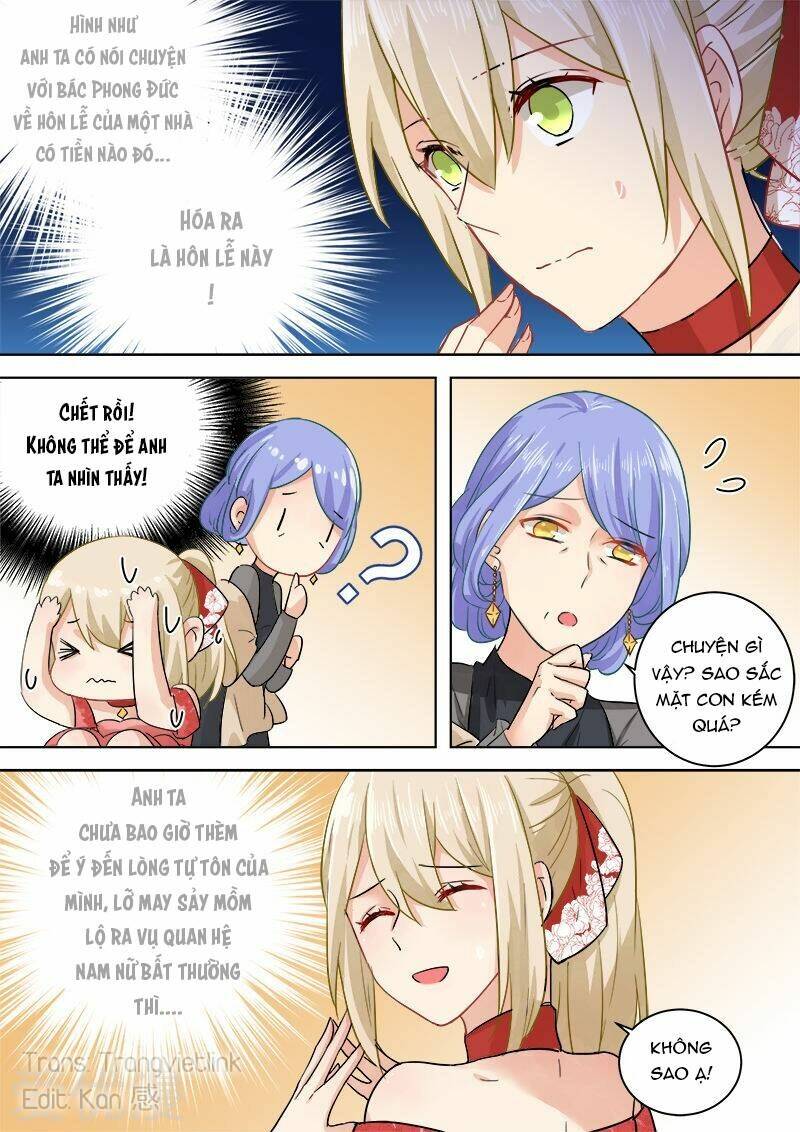 HÌNH NHƯ
ANH TA CÓ NÓI CHUYỆN
VỚI BÁC PHONG ĐỨC
VỀ HÔN LỄ CỦA MỘT NHÀ
CÓ TIỀN NÀO ĐÓ...
HÓA RA
LÀ HÔN LỄ NÀY
!
CHẾT RỒI!
KHÔNG THỂ ĐỂ ANH
TA NHÌN THẤY!
?
CHUYỆN GÌ
VẬY? SAO SẮC
MẶT CON KÉM
QUÁ?
ANH TA
CHƯA BAO GIỜ THÈM
ĐỂ Ý ĐẾN LÒNG TỰ TÔN CỦA
MÌNH, LỠ MAY SẢY MỒM
LỘ RA VỤ QUAN HỆ
NAM NỮ BẤT THƯỜNG
THÌ....
KHÔNG
SAO Ạ!
Trans: Trangvietlink
Edit: Kan 感